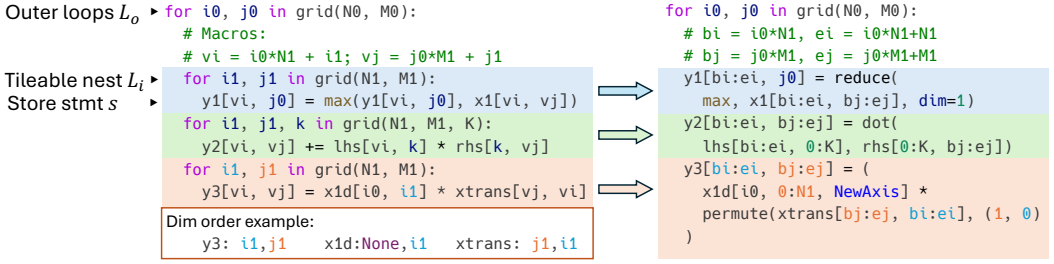 Outer loops L_o ▸ for i0, j0 in grid(N0, M0):
# Macros:
# vi = i0*N1 + i1; vj = j0*M1 + j1
Tileable nest L_i ▸ for i1, j1 in grid(N1, M1):
Store stmt s ▸ y1[vi, j0] = max(y1[vi, j0], x1[vi, vj])
for i1, j1, k in grid(N1, M1, K):
y2[vi, vj] += lhs[vi, k] * rhs[k, vj]
for i1, j1 in grid(N1, M1):
y3[vi, vj] = x1d[i0, i1] * xtrans[vj, vi]
Dim order example:
y3: i1,j1 x1d:None,i1 xtrans: j1,i1
for i0, j0 in grid(N0, M0):
# bi = i0*N1, ei = i0*N1+N1
# bj = j0*M1, ej = j0*M1+M1
y1[bi:ei, j0] = reduce(
max, x1[bi:ei, bj:ej], dim=1)
y2[bi:ei, bj:ej] = dot(
lhs[bi:ei, 0:K], rhs[0:K, bj:ej])
y3[bi:ei, bj:ej] = (
x1d[i0, 0:N1, NewAxis] *
permute(xtrans[bj:ej, bi:ei], (1, 0)
)